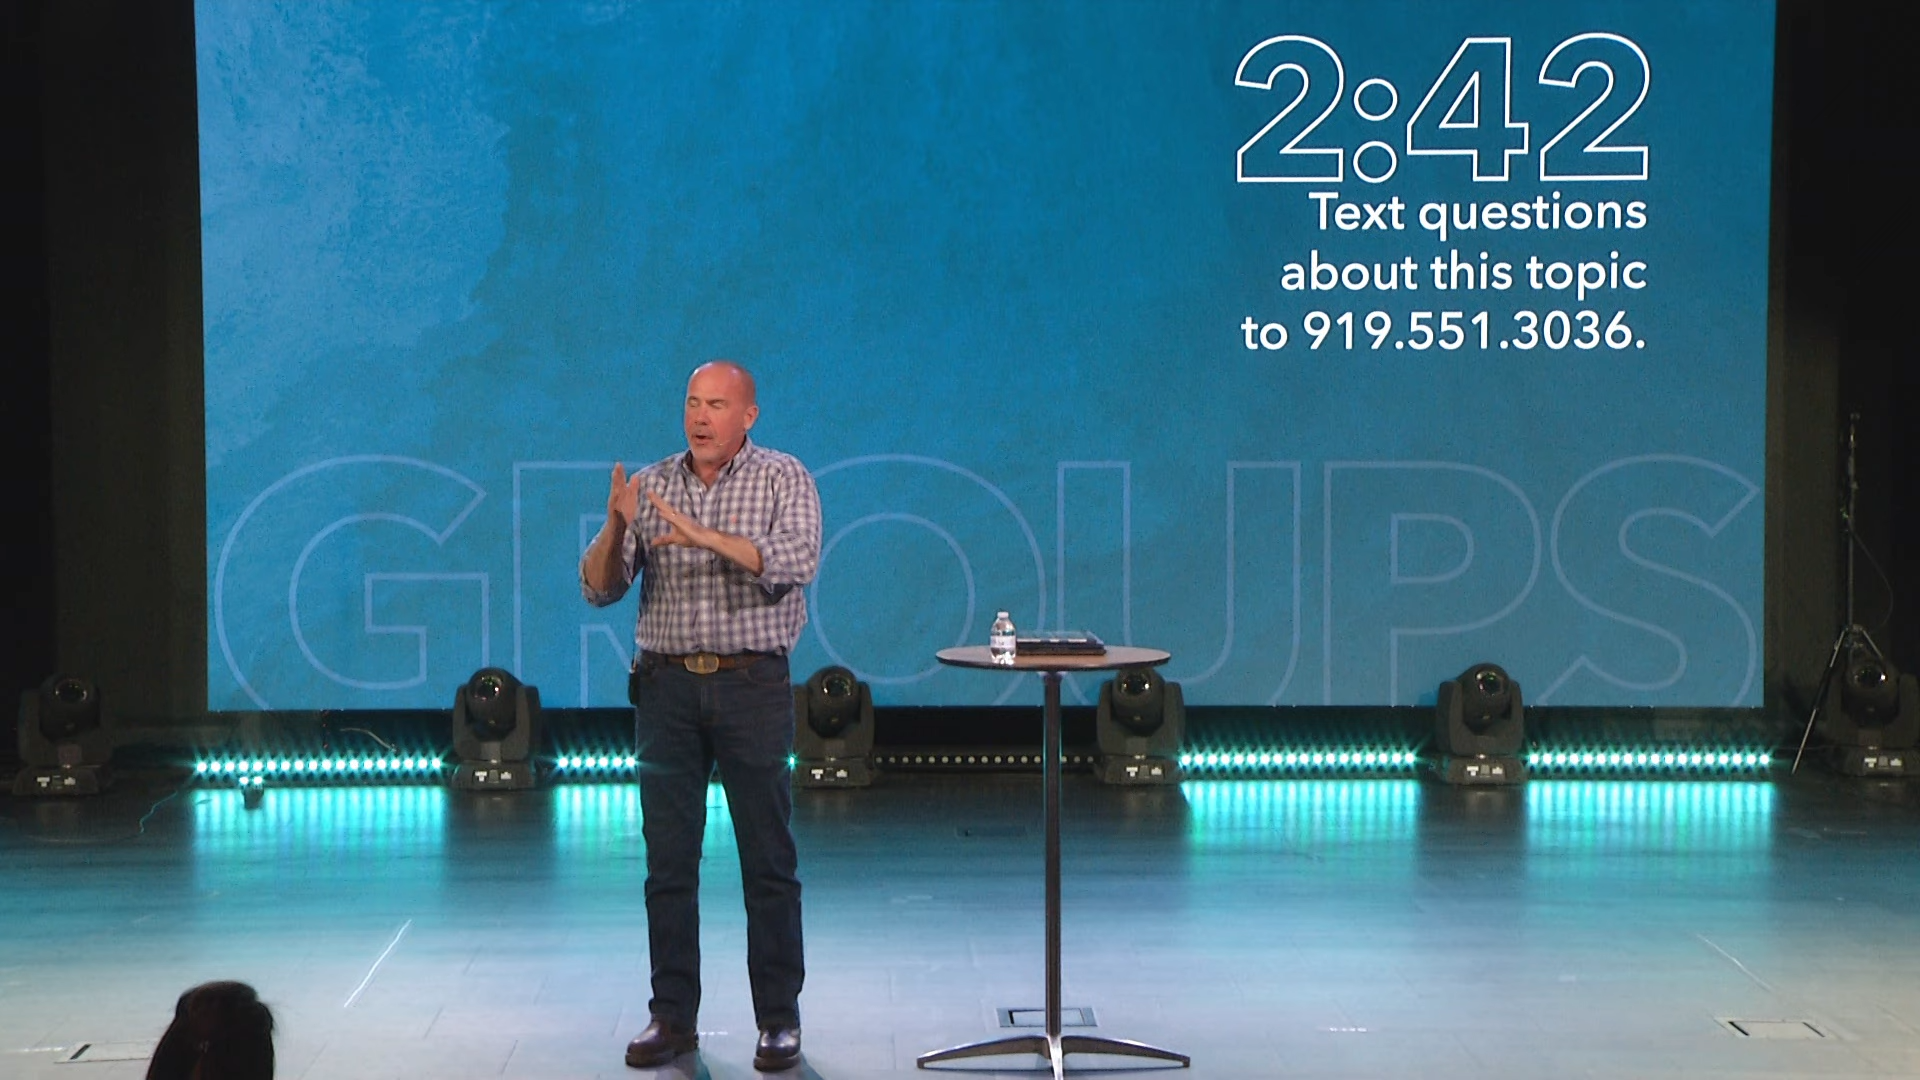 2:42
Text questions
about this topic
to 919.551.3036.
GROUPS